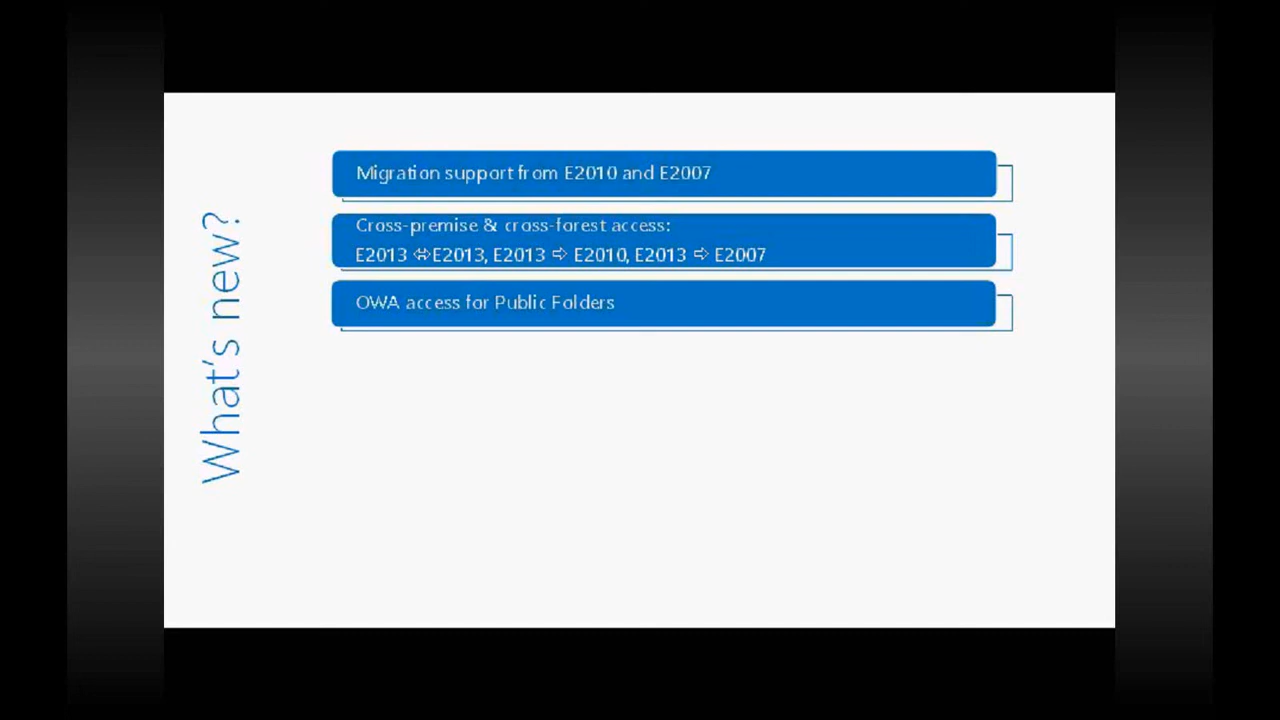 What's new?
Migration support from E2010 and E2007
Cross-premise & cross-forest access:
E2013 ⬄E2013, E2013 ⇨ E2010, E2013 ⇨ E2007
OWA access for Public Folders